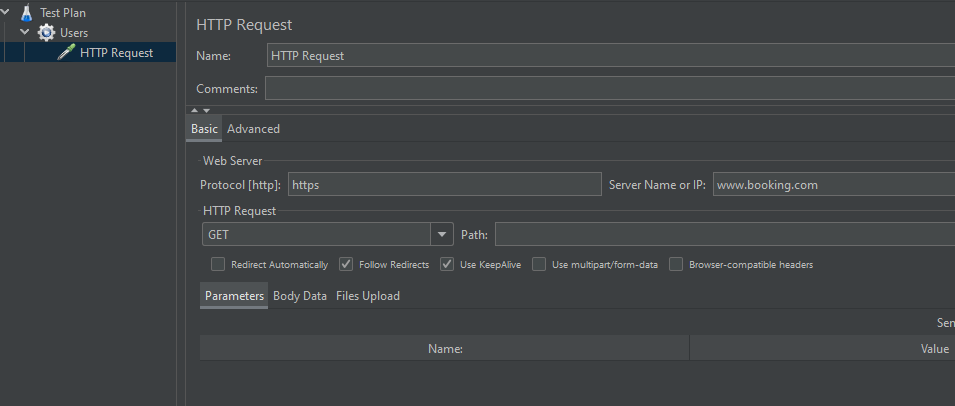 Test Plan
Users
HTTP Request
HTTP Request
Name: HTTP Request
Comments:
Basic Advanced
Web Server
Protocol [http]: https Server Name or IP: www.booking.com
HTTP Request
GET Path:
Redirect Automatically Follow Redirects Use KeepAlive Use multipart/form-data Browser-compatible headers
Parameters Body Data Files Upload
Sen
Name: Value